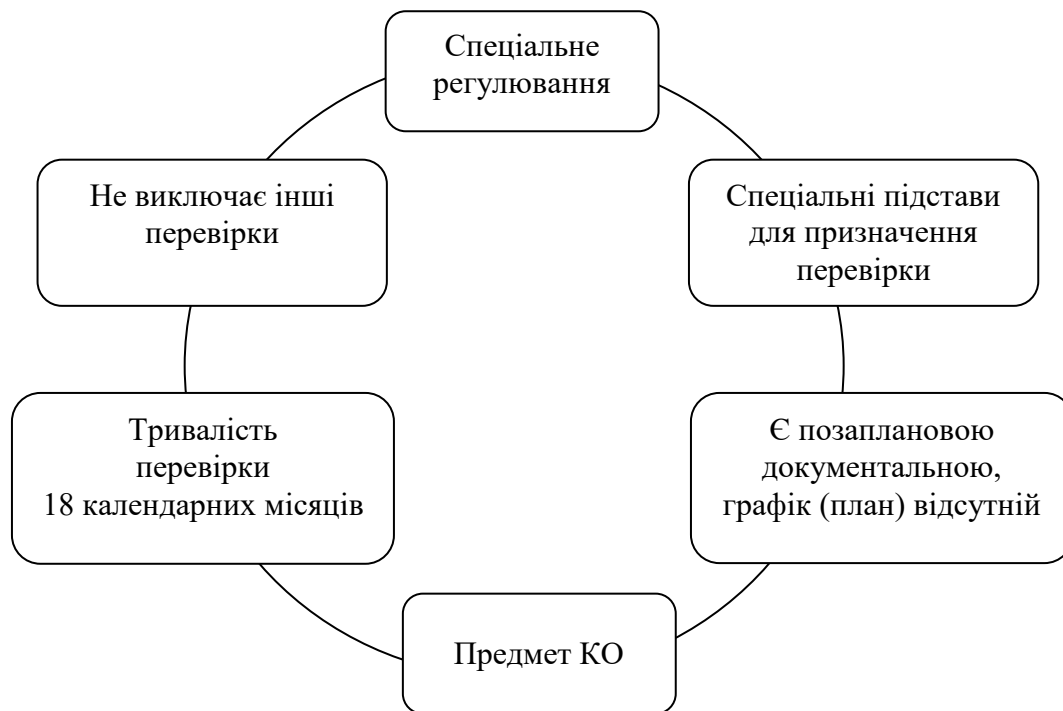 Спеціальне
регулювання
Не виключає інші
перевірки
Спеціальні підстави
для призначення
перевірки
Тривалість
перевірки
18 календарних місяців
Є позаплановою
документальною,
графік (план) відсутній
Предмет КО